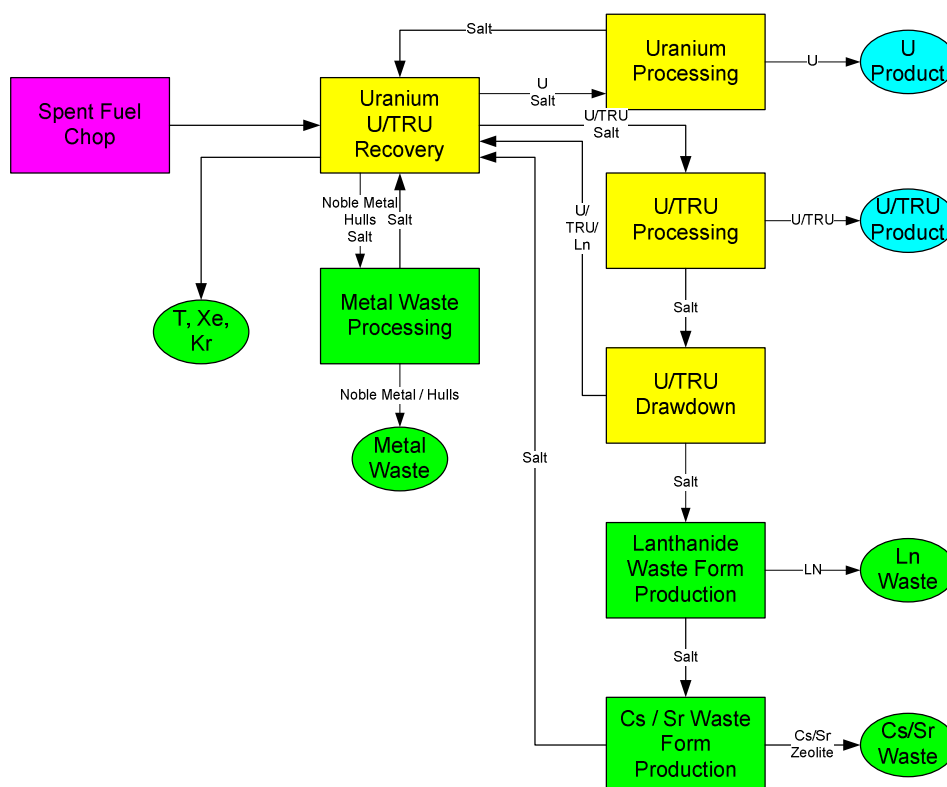 Salt
Uranium
Processing
U
U
Product
Spent Fuel
Chop
Uranium
U/TRU
Recovery
U
Salt
U/TRU
Salt
Noble Metal
Hulls
Salt
Salt
U/
TRU/
Ln
U/TRU
Processing
U/TRU
U/TRU
Product
T, Xe,
Kr
Metal Waste
Processing
Salt
Noble Metal / Hulls
U/TRU
Drawdown
Metal
Waste
Salt
Salt
Lanthanide
Waste Form
Production
LN
Ln
Waste
Salt
Cs / Sr Waste
Form
Production
Cs/Sr
Zeolite
Cs/Sr
Waste